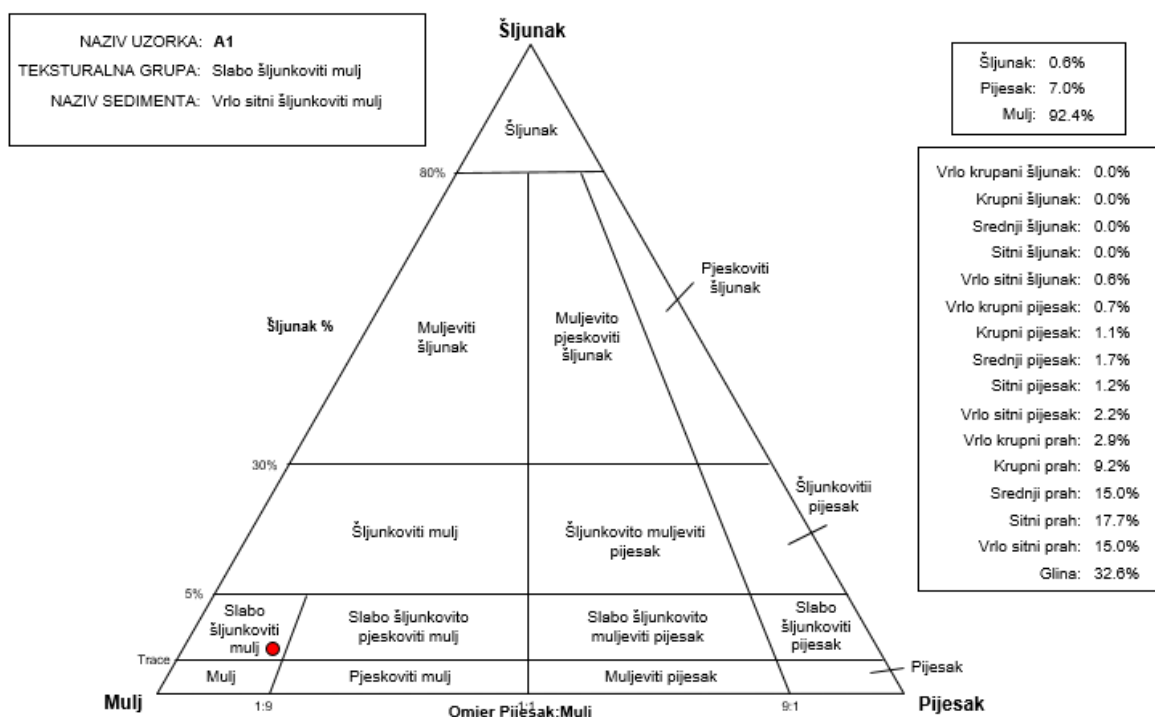 NAZIV UZORKA: A1
TEKSTURALNA GRUPA: Slabo šljunkoviti mulj
NAZIV SEDIMENTA: Vrlo sitni šljunkoviti mulj
Šljunak
Šljunak: 0.6%
Pijesak: 7.0%
Mulj: 92.4%
Šljunak
80%
Vrlo krupani šljunak: 0.0%
Krupni šljunak: 0.0%
Srednji šljunak: 0.0%
Sitni šljunak: 0.0%
Vrlo sitni šljunak: 0.6%
Vrlo krupni pijesak: 0.7%
Krupni pijesak: 1.1%
Srednji pijesak: 1.7%
Sitni pijesak: 1.2%
Vrlo sitni pijesak: 2.2%
Vrlo krupni prah: 2.9%
Krupni prah: 9.2%
Srednji prah: 15.0%
Sitni prah: 17.7%
Vrlo sitni prah: 15.0%
Glina: 32.6%
Pjeskoviti
šljunak
Šljunak %
Muljeviti
šljunak
Muljevito
pjeskoviti
šljunak
30%
Šljunkovitii
pijesak
Šljunkoviti mulj
Šljunkovito muljeviti
pijesak
5%
Slabo
šljunkoviti
mulj
Slabo šljunkovito
pjeskoviti mulj
Slabo šljunkovito
muljeviti pijesak
Slabo
šljunkoviti
pijesak
Trace
Mulj
Pjeskoviti mulj
Muljeviti pijesak
Pijesak
Mulj
1:9
1:1
9:1
Pijesak
Omjer Pijesak:Mulj